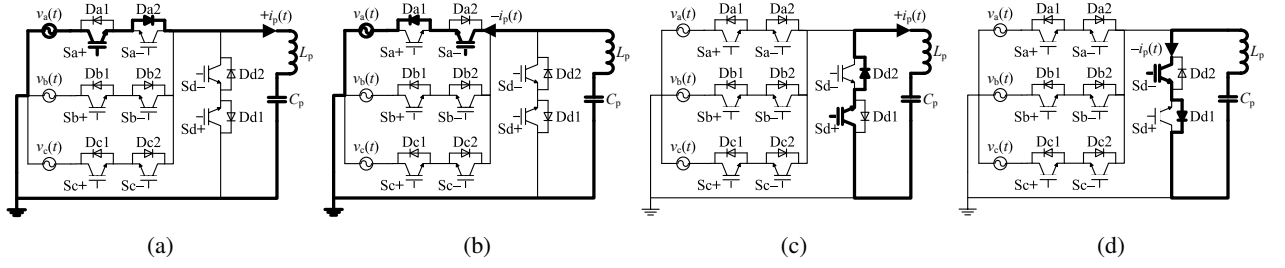 va(t) Da1 Da2 +ip(t)
Sa+ Sa− Lp
vb(t) Db1 Db2 Sd− Dd2
Sb+ Sb− Cp
Sd+ Dd1
vc(t) Dc1 Dc2
Sc+ Sc−
(a)
va(t) Da1 Da2 −ip(t)
Sa+ Sa− Lp
vb(t) Db1 Db2 Sd− Dd2
Sb+ Sb− Cp
Sd+ Dd1
vc(t) Dc1 Dc2
Sc+ Sc−
(b)
va(t) Da1 Da2 +ip(t)
Sa+ Sa− Lp
vb(t) Db1 Db2 Sd− Dd2
Sb+ Sb− Cp
Sd+ Dd1
vc(t) Dc1 Dc2
Sc+ Sc−
(c)
va(t) Da1 Da2
Sa+ Sa− −ip(t) Lp
vb(t) Db1 Db2 Sd− Dd2
Sb+ Sb− Cp
Sd+ Dd1
vc(t) Dc1 Dc2
Sc+ Sc−
(d)